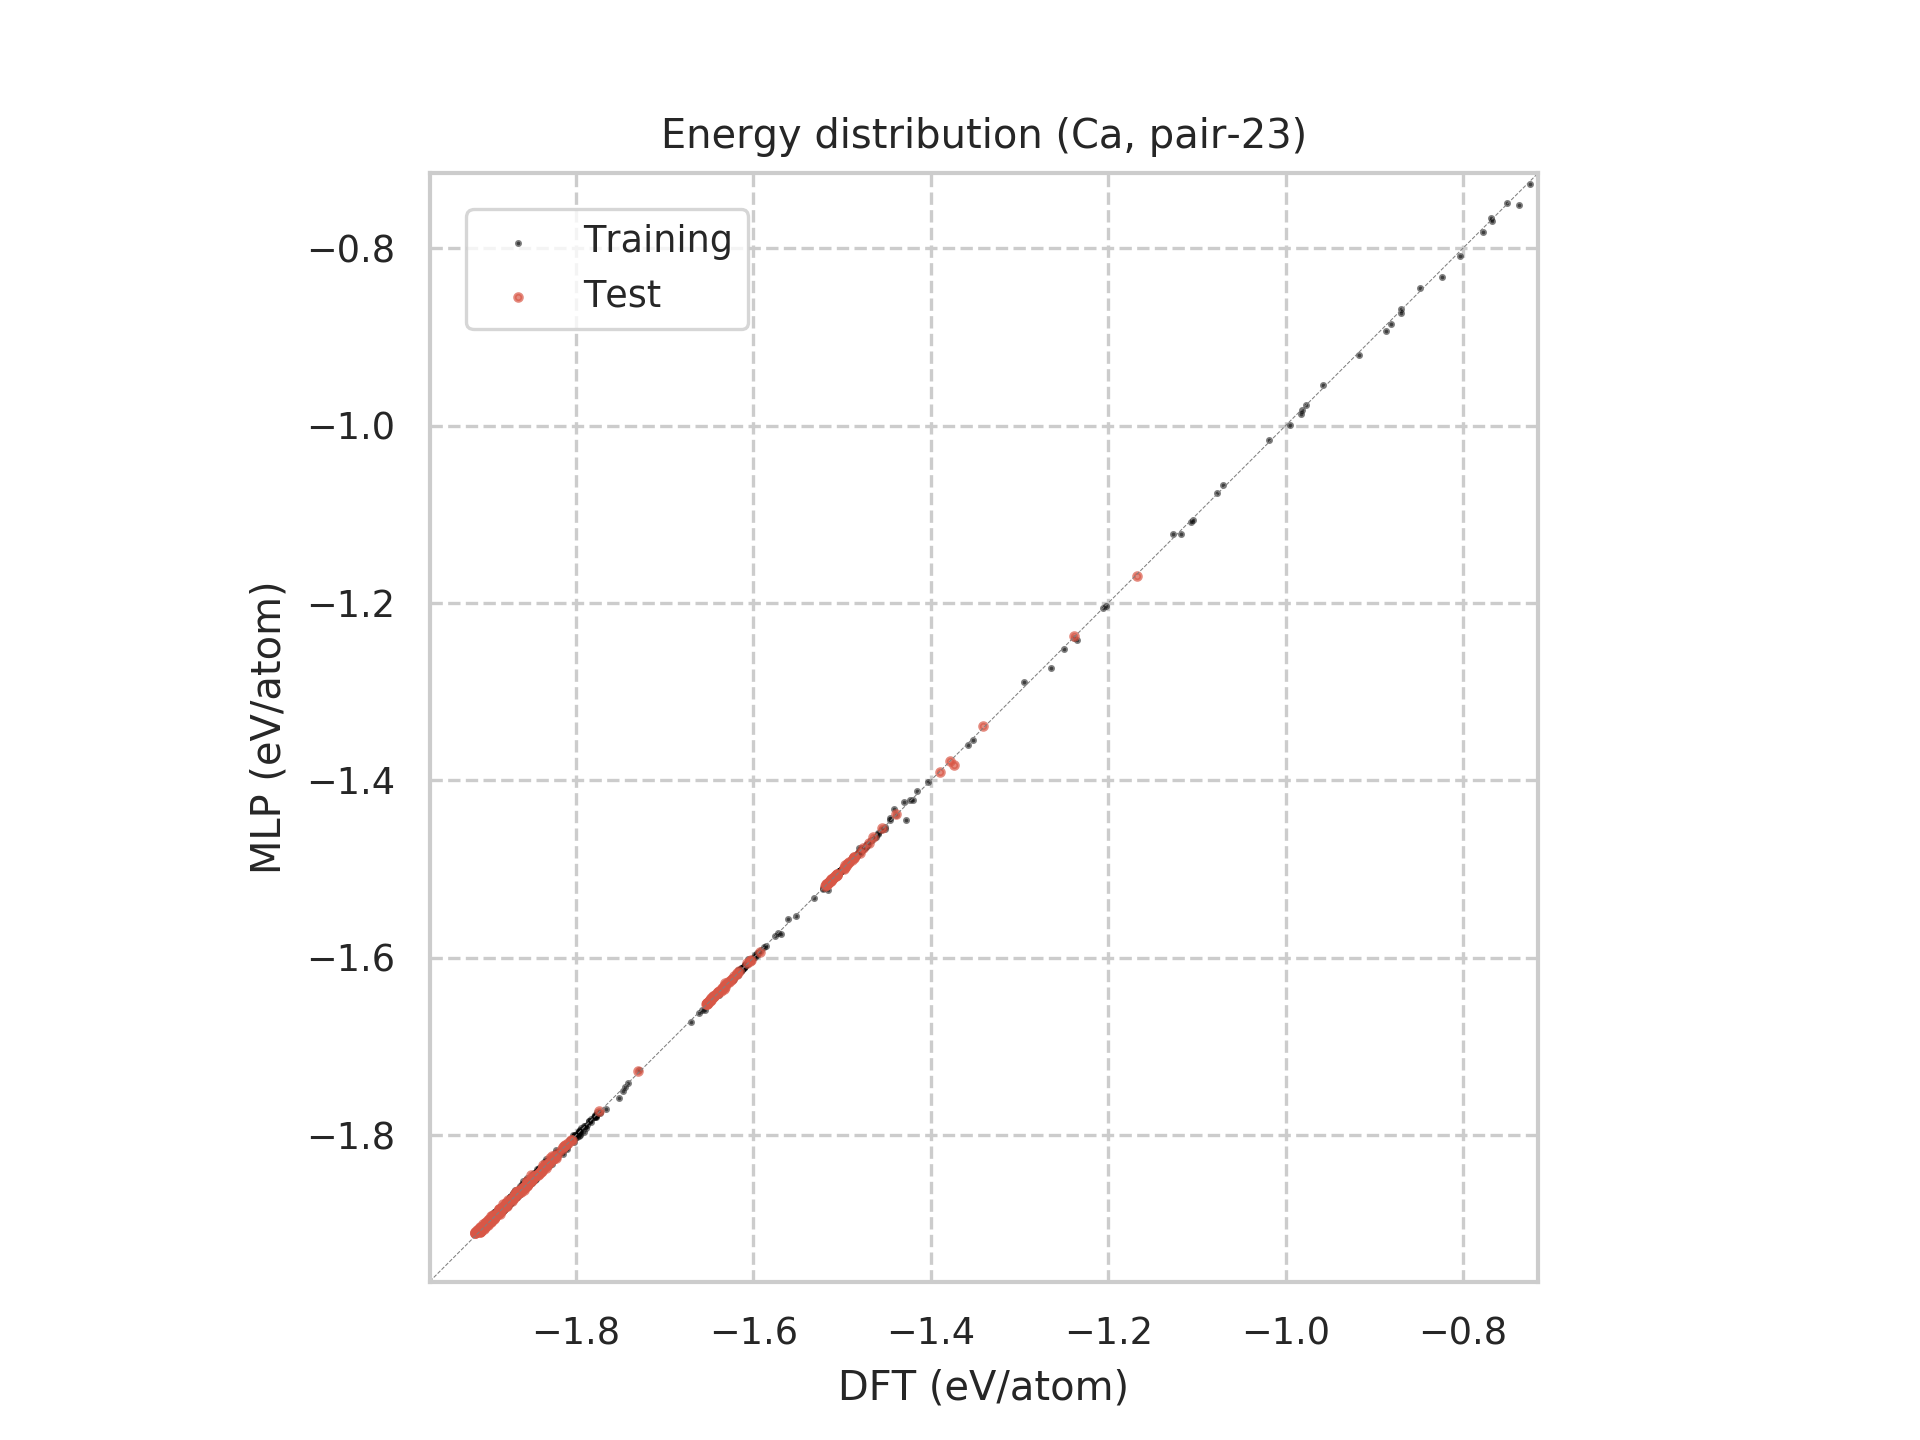 Energy distribution (Ca, pair-23)
Training
Test
−0.8
−1.0
−1.2
−1.4
−1.6
−1.8
MLP (eV/atom)
−1.8 −1.6 −1.4 −1.2 −1.0 −0.8
DFT (eV/atom)